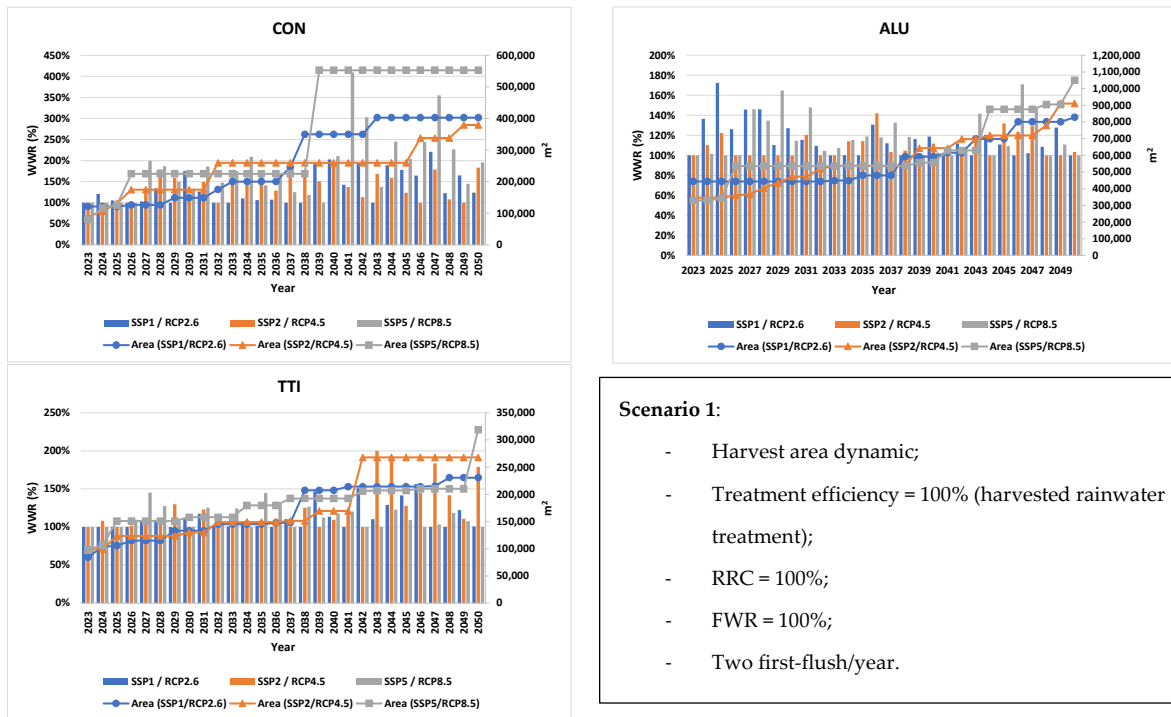 CON
450%
400%
350%
300%
250%
200%
150%
100%
50%
0%
WWR (%)
600,000
500,000
400,000
300,000
200,000
100,000
0
m²
2023 2024 2025 2026 2027 2028 2029 2030 2031 2032 2033 2034 2035 2036 2037 2038 2039 2040 2041 2042 2043 2044 2045 2046 2047 2048 2049 2050
Year
SSP1 / RCP2.6 SSP2 / RCP4.5 SSP5 / RCP8.5
Area (SSP1/RCP2.6) Area (SSP2/RCP4.5) Area (SSP5/RCP8.5)
ALU
200%
180%
160%
140%
120%
100%
80%
60%
40%
20%
0%
WWR (%)
1,200,000
1,100,000
1,000,000
900,000
800,000
700,000
600,000
500,000
400,000
300,000
200,000
100,000
0
m²
2023 2025 2027 2029 2031 2033 2035 2037 2039 2041 2043 2045 2047 2049
Year
SSP1 / RCP2.6 SSP2 / RCP4.5 SSP5 / RCP8.5
Area (SSP1/RCP2.6) Area (SSP2/RCP4.5) Area (SSP5/RCP8.5)
TTI
250%
200%
150%
100%
50%
0%
WWR (%)
350,000
300,000
250,000
200,000
150,000
100,000
50,000
0
m²
2023 2024 2025 2026 2027 2028 2029 2030 2031 2032 2033 2034 2035 2036 2037 2038 2039 2040 2041 2042 2043 2044 2045 2046 2047 2048 2049 2050
Year
SSP1 / RCP2.6 SSP2 / RCP4.5 SSP5 / RCP8.5
Area (SSP1/RCP2.6) Area (SSP2/RCP4.5) Area (SSP5/RCP8.5)
Scenario 1:
- Harvest area dynamic;
- Treatment efficiency = 100% (harvested rainwater
treatment);
- RRC = 100%;
- FWR = 100%;
- Two first-flush/year.